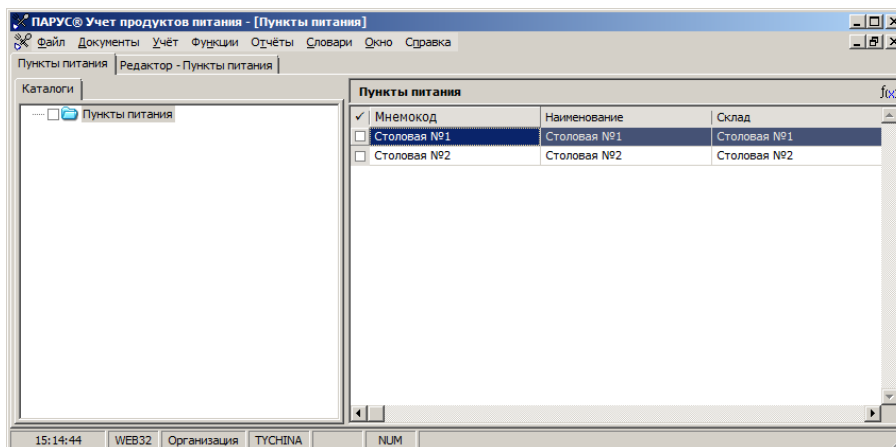 ПАРУС® Учет продуктов питания - [Пункты питания]
Файл Документы Учёт Функции Отчёты Словари Окно Справка
Пункты питания Редактор - Пункты питания
Каталоги
Пункты питания
Пункты питания f(x)
✓ Мнемокод Наименование Склад
Столовая №1 Столовая №1 Столовая №1
Столовая №2 Столовая №2 Столовая №2
15:14:44 WEB32 Организация TYCHINA NUM